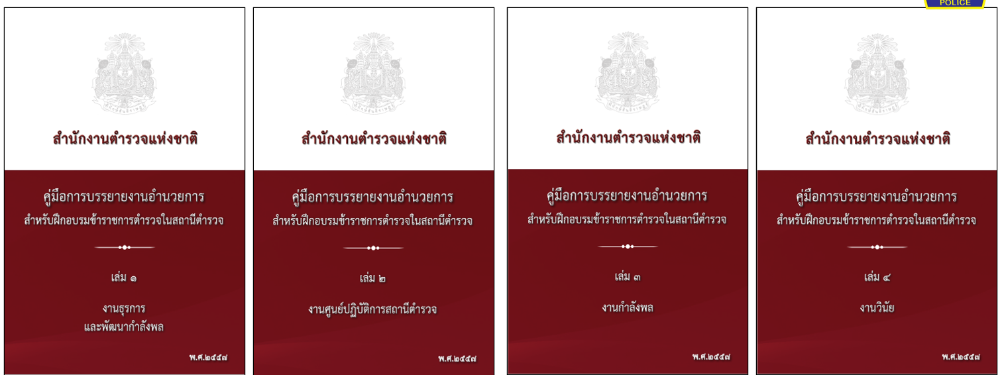 POLICE
สำนักงานตำรวจแห่งชาติ
คู่มือการบรรยายงานอำนวยการ
สำหรับฝึกอบรมข้าราชการตำรวจในสถานีตำรวจ
เล่ม ๑
งานธุรการ
และพัฒนากำลังพล
พ.ศ.๒๕๕๗
สำนักงานตำรวจแห่งชาติ
คู่มือการบรรยายงานอำนวยการ
สำหรับฝึกอบรมข้าราชการตำรวจในสถานีตำรวจ
เล่ม ๒
งานศูนย์ปฏิบัติการสถานีตำรวจ
พ.ศ.๒๕๕๗
สำนักงานตำรวจแห่งชาติ
คู่มือการบรรยายงานอำนวยการ
สำหรับฝึกอบรมข้าราชการตำรวจในสถานีตำรวจ
เล่ม ๓
งานกำลังพล
พ.ศ.๒๕๕๗
สำนักงานตำรวจแห่งชาติ
คู่มือการบรรยายงานอำนวยการ
สำหรับฝึกอบรมข้าราชการตำรวจในสถานีตำรวจ
เล่ม ๔
งานวินัย
พ.ศ.๒๕๕๗